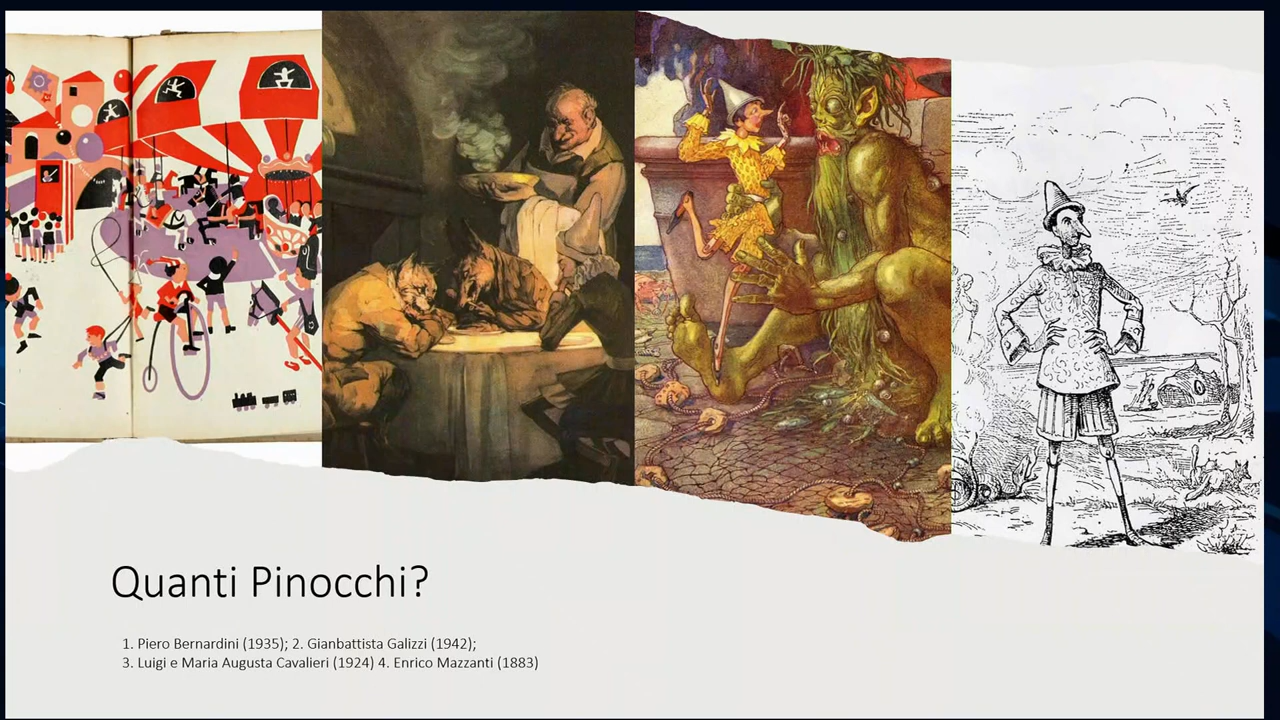 Quanti Pinocchi?
1. Piero Bernardini (1935); 2. Gianbattista Galizzi (1942);
3. Luigi e Maria Augusta Cavalieri (1924) 4. Enrico Mazzanti (1883)